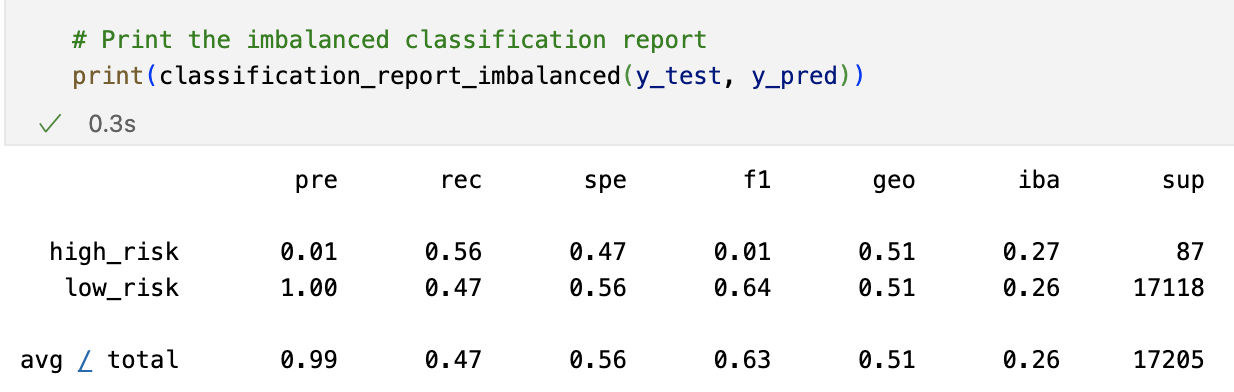 # Print the imbalanced classification report
print(classification_report_imbalanced(y_test, y_pred))
✓ 0.3s
pre rec spe f1 geo iba sup
high_risk 0.01 0.56 0.47 0.01 0.51 0.27 87
low_risk 1.00 0.47 0.56 0.64 0.51 0.26 17118
avg / total 0.99 0.47 0.56 0.63 0.51 0.26 17205